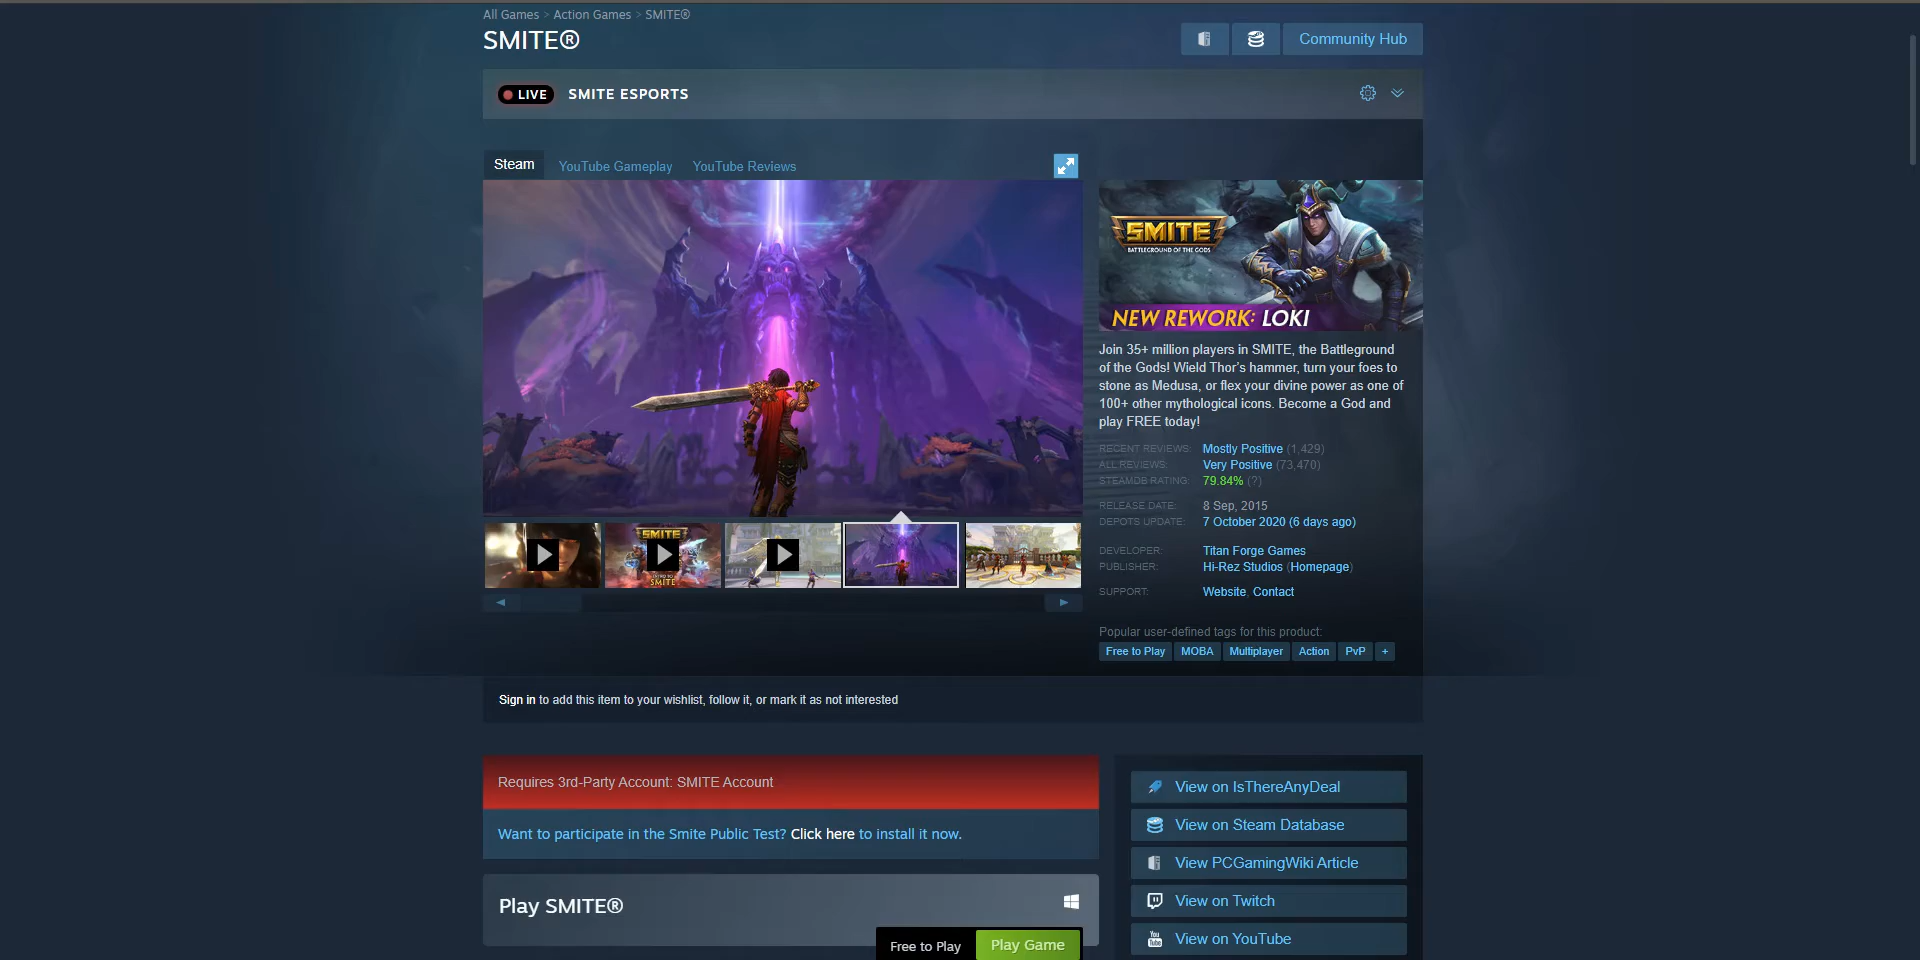 All Games > Action Games > SMITE®
SMITE®
Community Hub
LIVE SMITE ESPORTS
Steam YouTube Gameplay YouTube Reviews
SMITE
BATTLEGROUND OF THE GODS
NEW REWORK: LOKI
Join 35+ million players in SMITE, the Battleground
of the Gods! Wield Thor's hammer, turn your foes to
stone as Medusa, or flex your divine power as one of
100+ other mythological icons. Become a God and
play FREE today!
RECENT REVIEWS: Mostly Positive (1,429)
ALL REVIEWS: Very Positive (73,470)
STEAMDB RATING: 79.84% (?)
RELEASE DATE: 8 Sep, 2015
DEPOTS UPDATE: 7 October 2020 (6 days ago)
DEVELOPER: Titan Forge Games
PUBLISHER: Hi-Rez Studios (Homepage)
SUPPORT: Website, Contact
Popular user-defined tags for this product:
Free to Play MOBA Multiplayer Action PvP +
SMITE
SMITE
Sign in to add this item to your wishlist, follow it, or mark it as not interested
Requires 3rd-Party Account: SMITE Account
Want to participate in the Smite Public Test? Click here to install it now.
Play SMITE®
Free to Play Play Game
View on IsThereAnyDeal
View on Steam Database
View PCGamingWiki Article
View on Twitch
You Tube View on YouTube